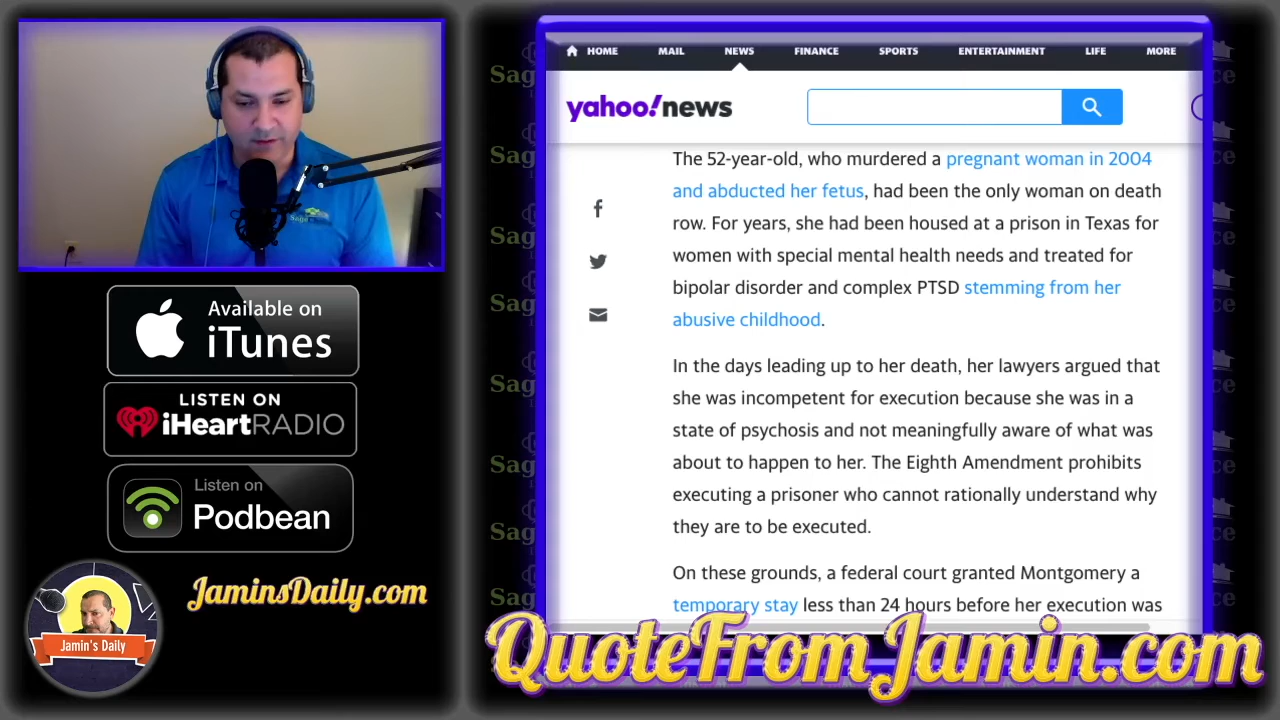 Available on
iTunes
LISTEN ON
iHeartRADIO
Listen on
Podbean
Jamin's Daily
JaminsDaily.com
HOME MAIL NEWS FINANCE SPORTS ENTERTAINMENT LIFE MORE
yahoo!news
The 52-year-old, who murdered a pregnant woman in 2004
and abducted her fetus, had been the only woman on death
row. For years, she had been housed at a prison in Texas for
women with special mental health needs and treated for
bipolar disorder and complex PTSD stemming from her
abusive childhood.
In the days leading up to her death, her lawyers argued that
she was incompetent for execution because she was in a
state of psychosis and not meaningfully aware of what was
about to happen to her. The Eighth Amendment prohibits
executing a prisoner who cannot rationally understand why
they are to be executed.
On these grounds, a federal court granted Montgomery a
temporary stay less than 24 hours before her execution was
QuoteFromJamin.com